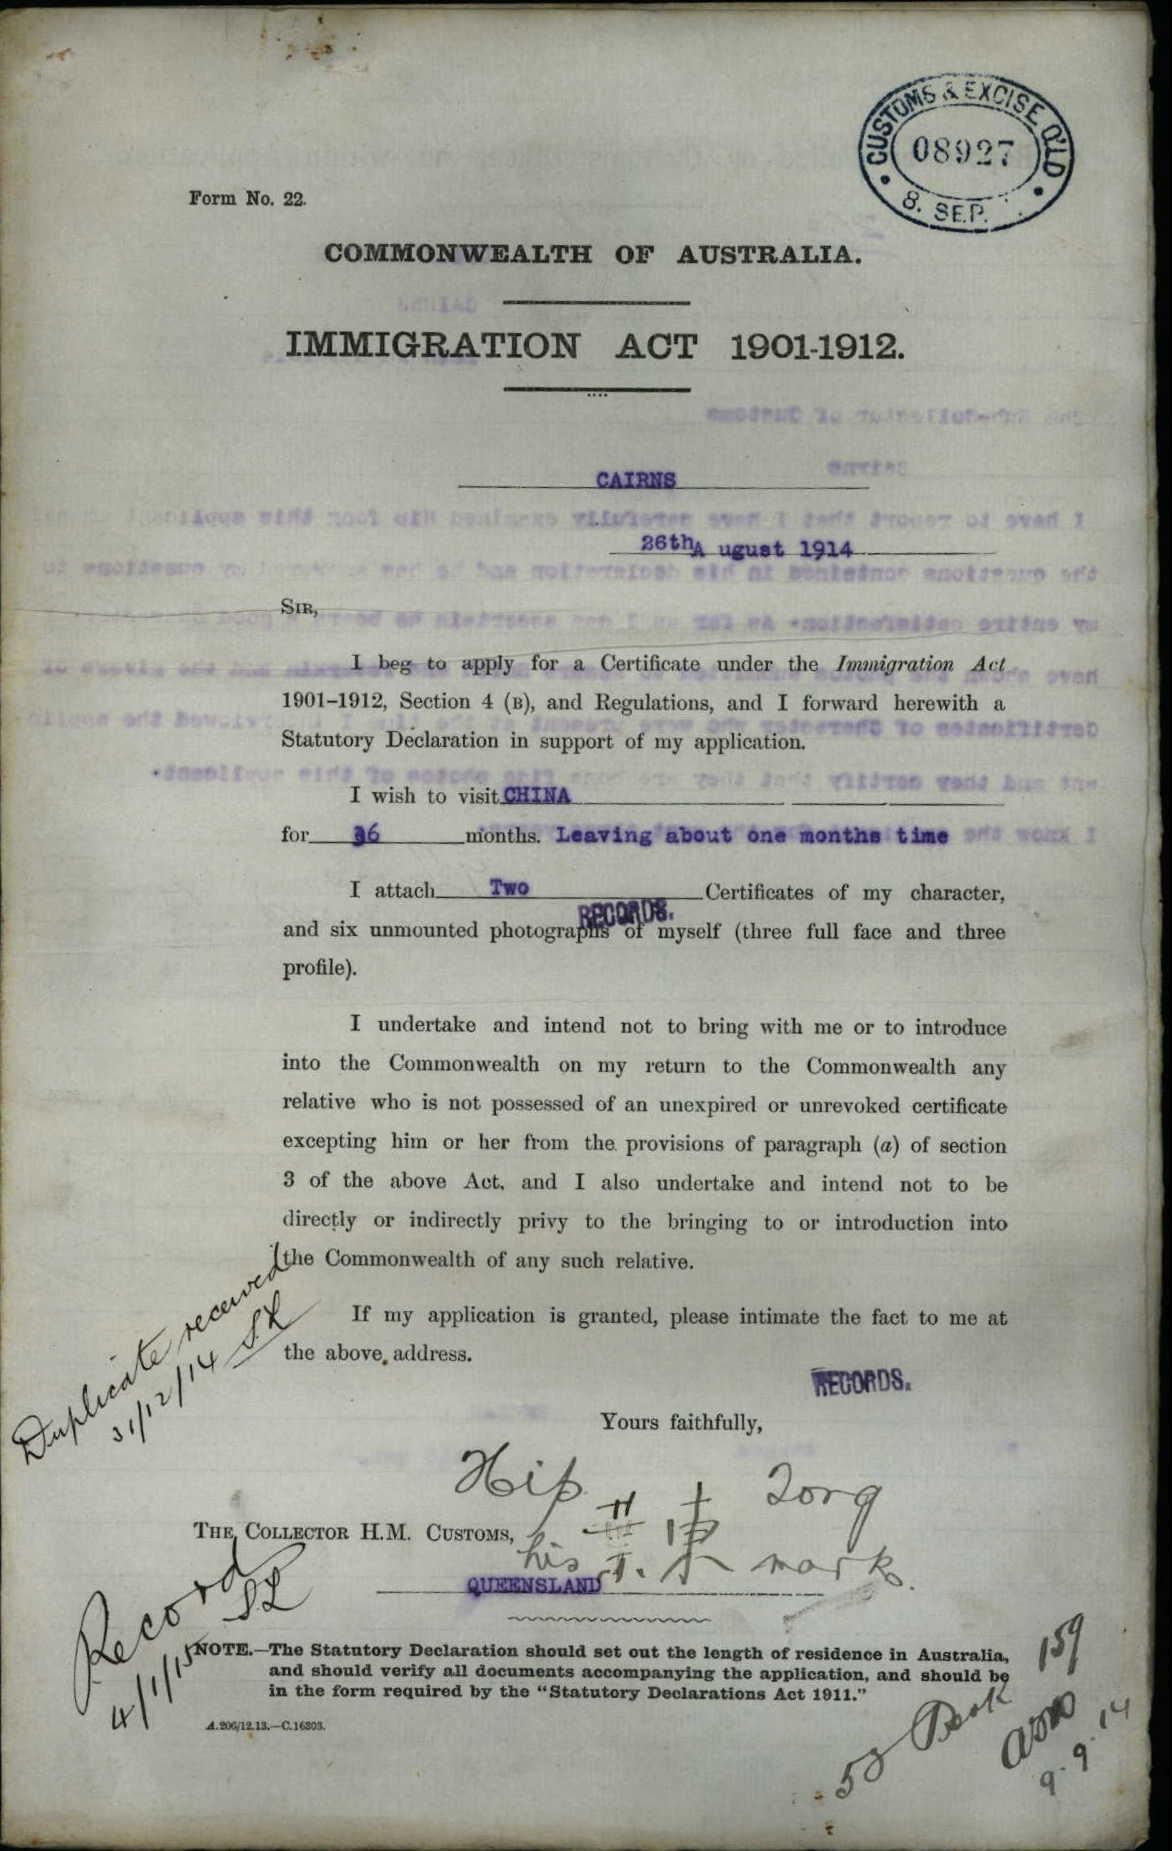 CUSTOMS & EXCISE Q'LD
08927
8. SEP.
Form No. 22.
COMMONWEALTH OF AUSTRALIA.
IMMIGRATION ACT 1901-1912.
CAIRNS
26th A ugust 1914
SIR,
I beg to apply for a Certificate under the Immigration Act
1901–1912, Section 4 (B), and Regulations, and I forward herewith a
Statutory Declaration in support of my application.
I wish to visit CHINA
for 36 months. Leaving about one months time
I attach Two Certificates of my character,
RECORDS.
and six unmounted photographs of myself (three full face and three
profile).
I undertake and intend not to bring with me or to introduce
into the Commonwealth on my return to the Commonwealth any
relative who is not possessed of an unexpired or unrevoked certificate
excepting him or her from the provisions of paragraph (a) of section
3 of the above Act, and I also undertake and intend not to be
directly or indirectly privy to the bringing to or introduction into
the Commonwealth of any such relative.
Duplicate received
31/12/14 SL
If my application is granted, please intimate the fact to me at
the above address.
RECORDS.
Yours faithfully,
Hip
THE COLLECTOR H.M. CUSTOMS,
his mark.
QUEENSLAND
Record SL
4/1/15
NOTE.—The Statutory Declaration should set out the length of residence in Australia,
and should verify all documents accompanying the application, and should be
in the form required by the "Statutory Declarations Act 1911."
A.206/12.13.—C.16303.
159
9.9.14